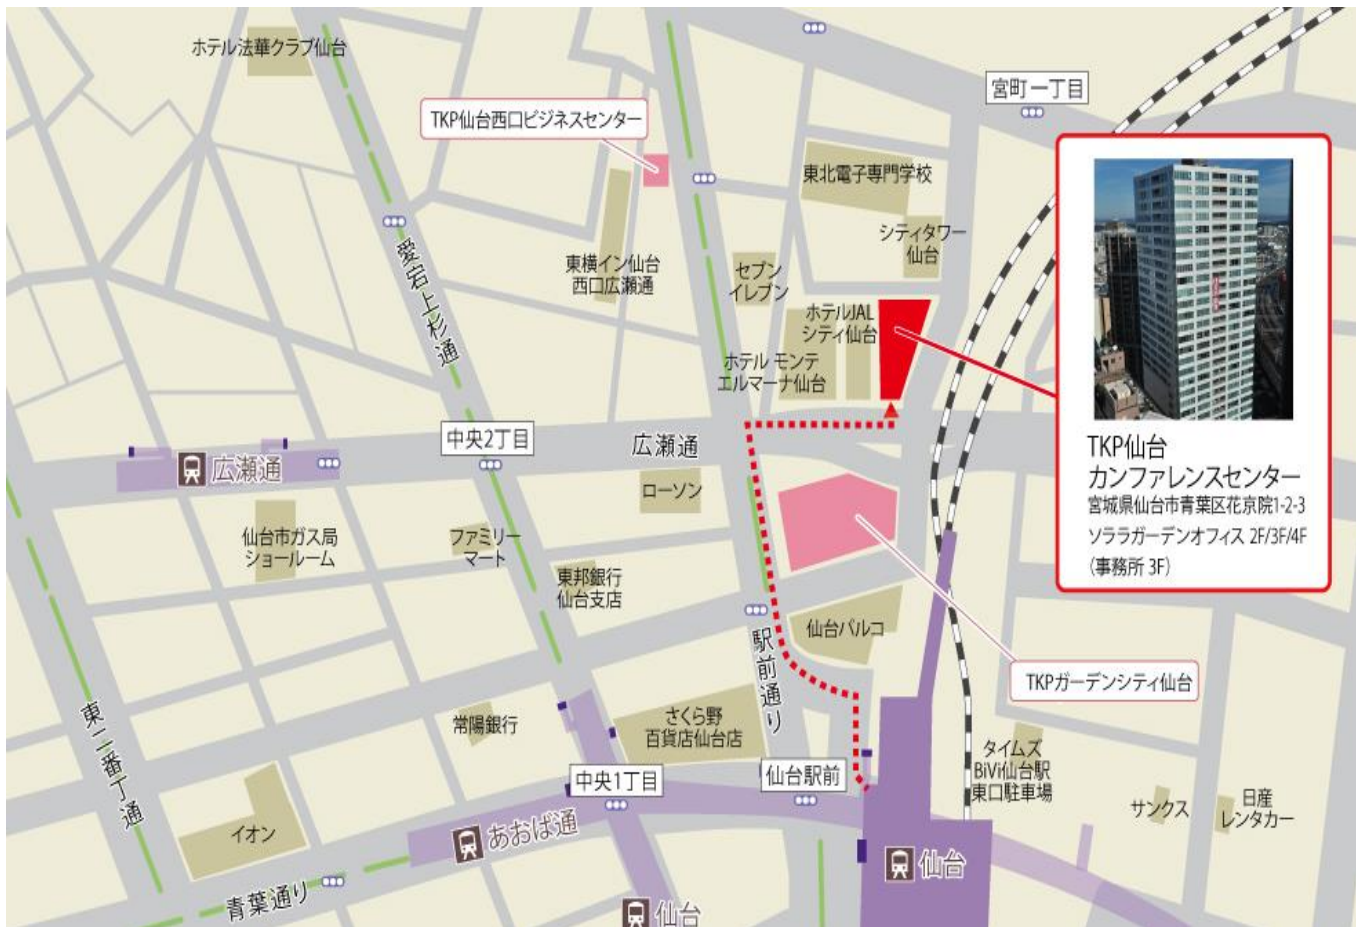 ホテル法華クラブ仙台
宮町一丁目
TKP仙台西口ビジネスセンター
東北電子専門学校
シティタワー
仙台
愛宕上杉通
東横イン仙台
西口広瀬通
セブン
イレブン
ホテルJAL
シティ仙台
ホテル モンテ
エルマーナ仙台
TKP仙台
カンファレンスセンター
宮城県仙台市青葉区花京院1-2-3
ソララガーデンオフィス 2F/3F/4F
（事務所 3F）
中央2丁目
広瀬通
広瀬通
ローソン
仙台市ガス局
ショールーム
ファミリー
マート
東邦銀行
仙台支店
仙台パルコ
駅前通り
TKPガーデンシティ仙台
東二番丁通
常陽銀行
さくら野
百貨店仙台店
中央1丁目
仙台駅前
タイムズ
BiVi仙台駅
東口駐車場
サンクス
日産
レンタカー
イオン
あおば通
仙台
青葉通り
仙台